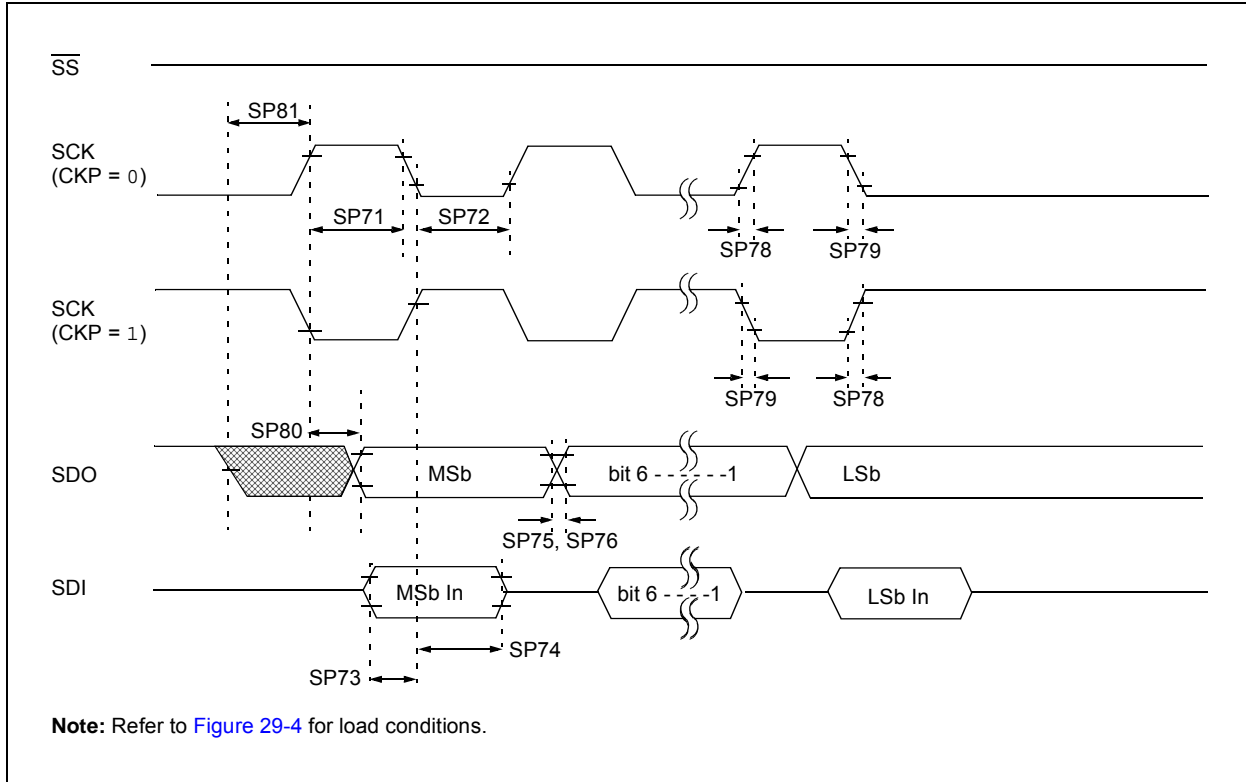 SS
SP81
SCK
(CKP = 0)
SP71
SP72
SP78
SP79
SCK
(CKP = 1)
SP79
SP78
SP80
SDO
MSb
bit 6 - - - - - -1
LSb
SP75, SP76
SDI
MSb In
bit 6 - - - - -1
LSb In
SP74
SP73
Note: Refer to Figure 29-4 for load conditions.